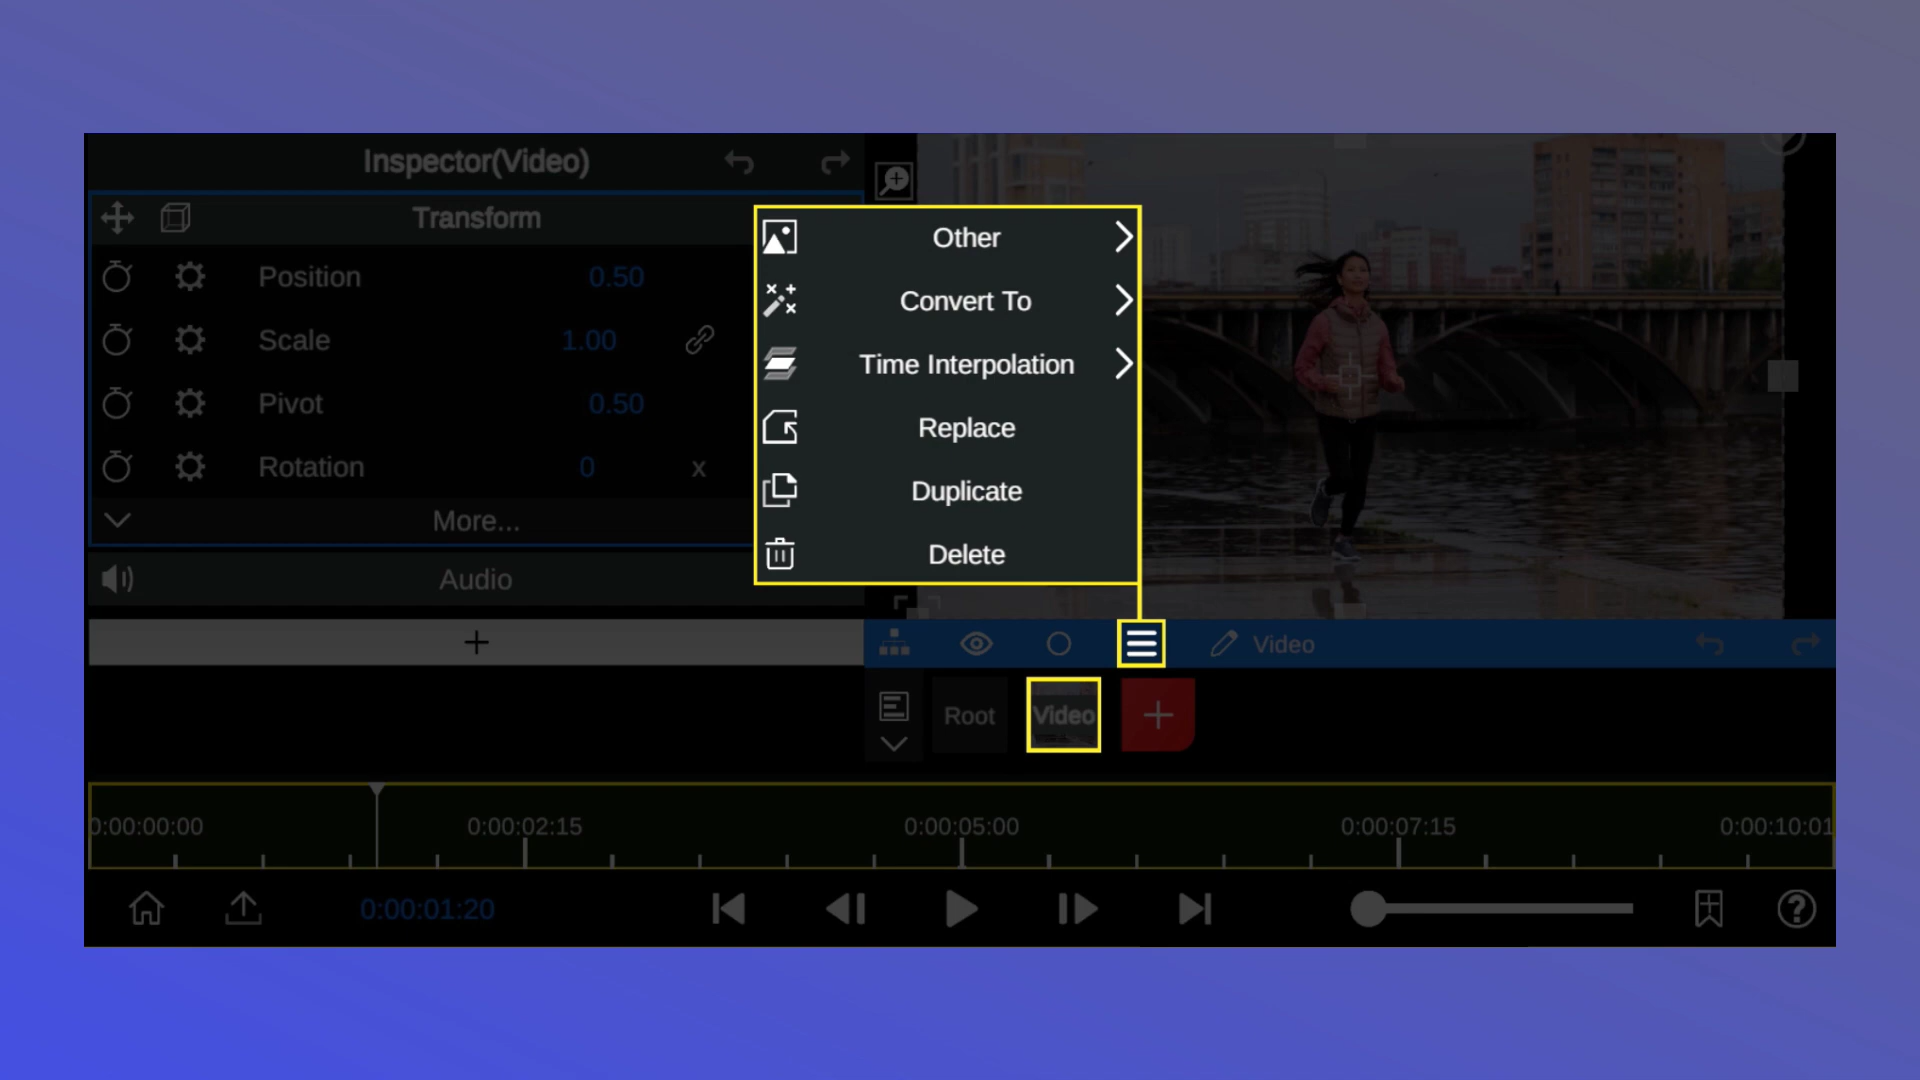 Inspector(Video)
Transform
Position 0.50
Scale 1.00
Pivot 0.50
Rotation 0 x
More...
Audio
Other
Convert To
Time Interpolation
Replace
Duplicate
Delete
Video
Root
Video
0:00:00:00 0:00:02:15 0:00:05:00 0:00:07:15 0:00:10:01
0:00:01:20